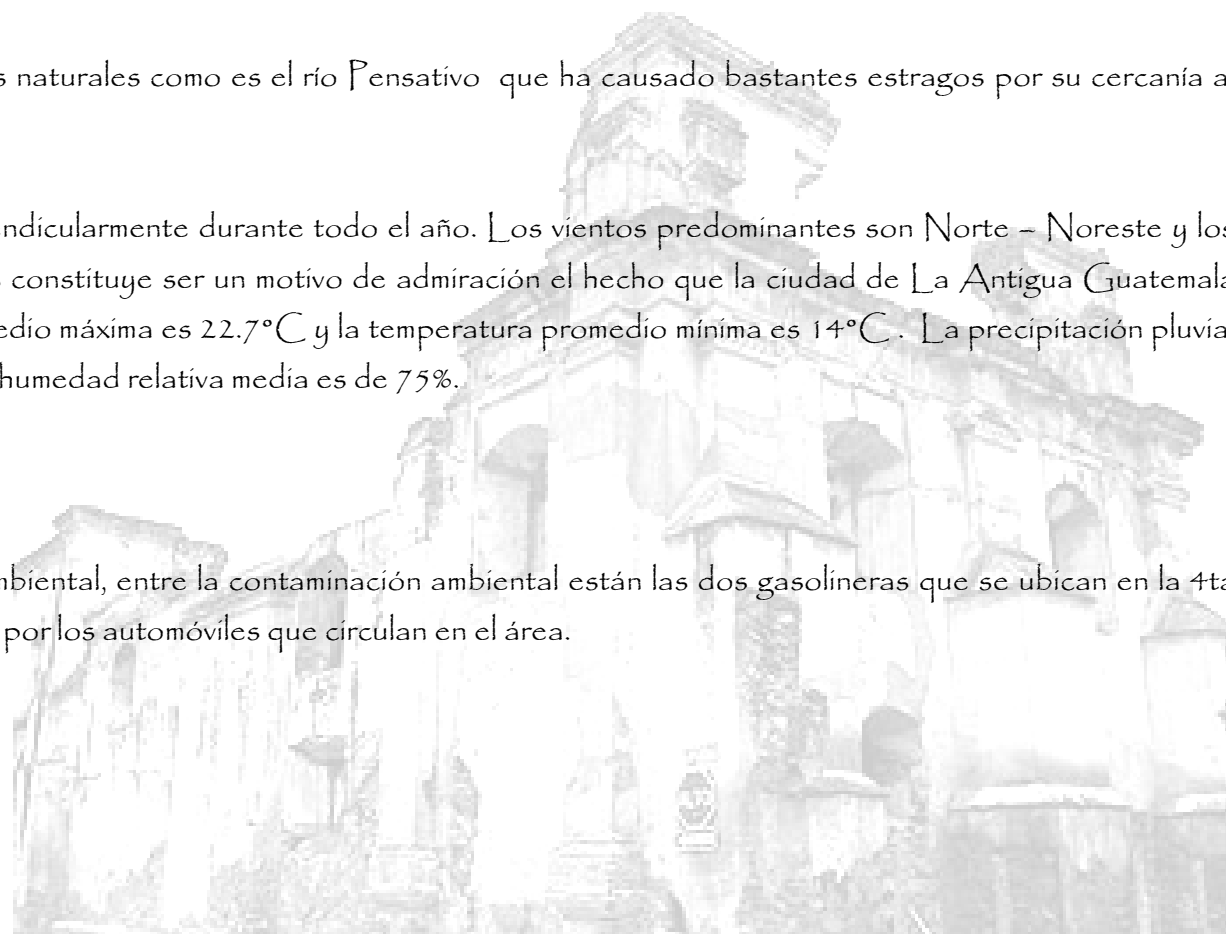 s naturales como es el río Pensativo que ha causado bastantes estragos por su cercanía a
ndicularmente durante todo el año. Los vientos predominantes son Norte – Noreste y los
constituye ser un motivo de admiración el hecho que la ciudad de La Antigua Guatemala
edio máxima es 22.7°C y la temperatura promedio mínima es 14°C . La precipitación pluvia
humedad relativa media es de 75%.
mbiental, entre la contaminación ambiental están las dos gasolineras que se ubican en la 4ta
por los automóviles que circulan en el área.